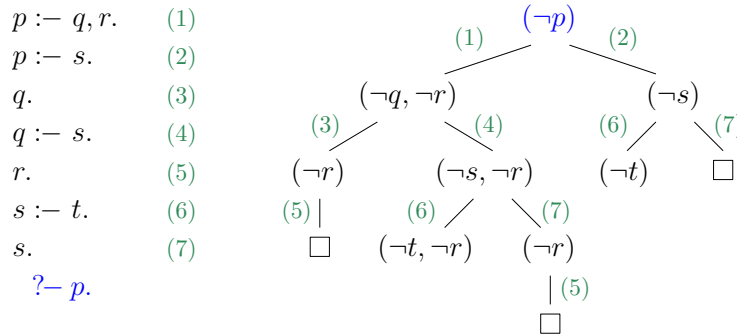 p :– q, r. (1)
p :– s. (2)
q. (3)
q :– s. (4)
r. (5)
s :– t. (6)
s. (7)
?– p.
(¬p)
(1) (2)
(¬q, ¬r) (¬s)
(3) (4) (6) (7)
(¬r) (¬s, ¬r) (¬t) □
(5) (6) (7)
□ (¬t, ¬r) (¬r)
(5)
□